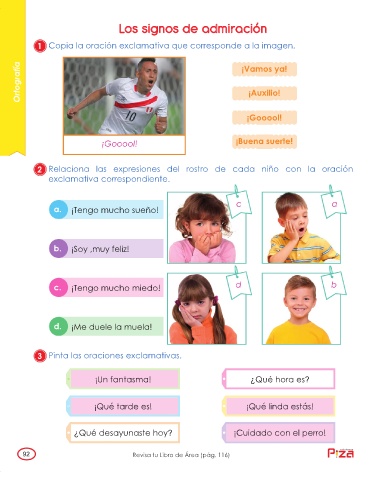 Los signos de admiración
Ortografía
1 Copia la oración exclamativa que corresponde a la imagen.
¡Vamos ya!
¡Auxilio!
¡Gooool!
¡Buena suerte!
10
¡Gooool!
2 Relaciona las expresiones del rostro de cada niño con la oración
exclamativa correspondiente.
a. ¡Tengo mucho sueño!
c
a
b. ¡Soy ,muy feliz!
c. ¡Tengo mucho miedo!
d
b
d. ¡Me duele la muela!
3 Pinta las oraciones exclamativas.
¡Un fantasma!
¿Qué hora es?
¡Qué tarde es!
¡Qué linda estás!
¿Qué desayunaste hoy?
¡Cuidado con el perro!
92
Revisa tu Libro de Área (pág. 116)